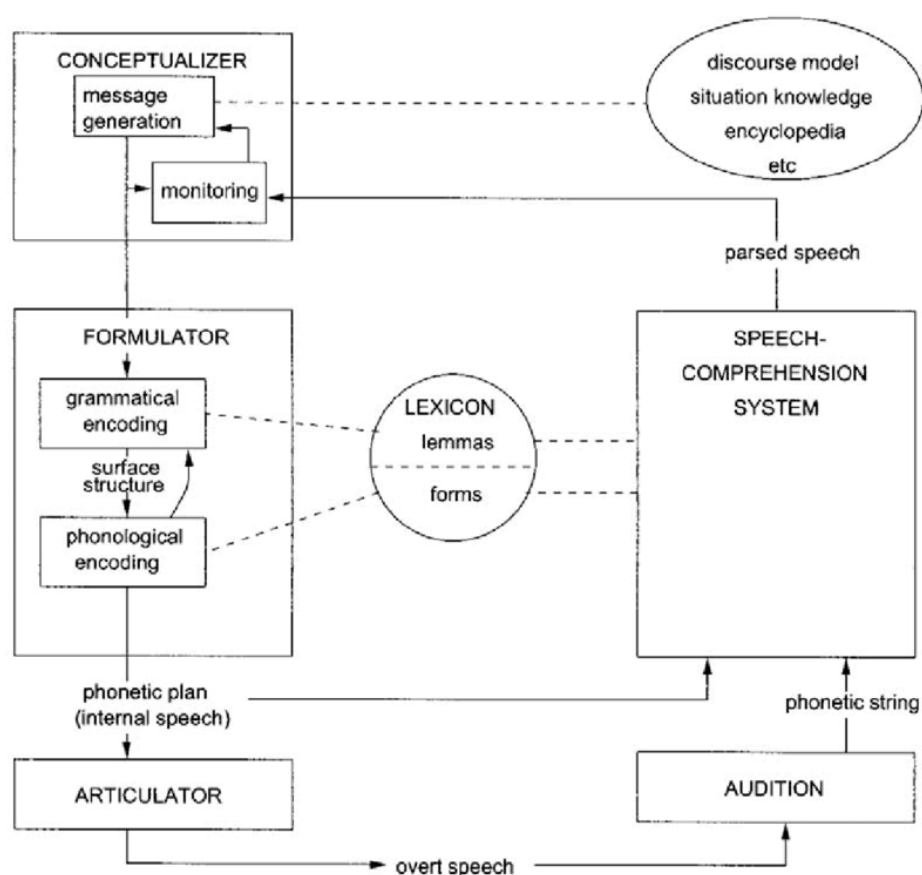 CONCEPTUALIZER
message
generation
monitoring
discourse model
situation knowledge
encyclopedia
etc
parsed speech
FORMULATOR
grammatical
encoding
surface
structure
phonological
encoding
LEXICON
lemmas
forms
SPEECH-
COMPREHENSION
SYSTEM
phonetic plan
(internal speech)
phonetic string
ARTICULATOR
AUDITION
overt speech